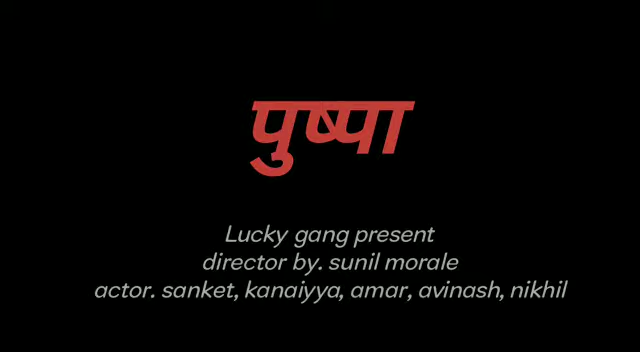 पुष्पा
Lucky gang present
director by. sunil morale
actor. sanket, kanaiyya, amar, avinash, nikhil